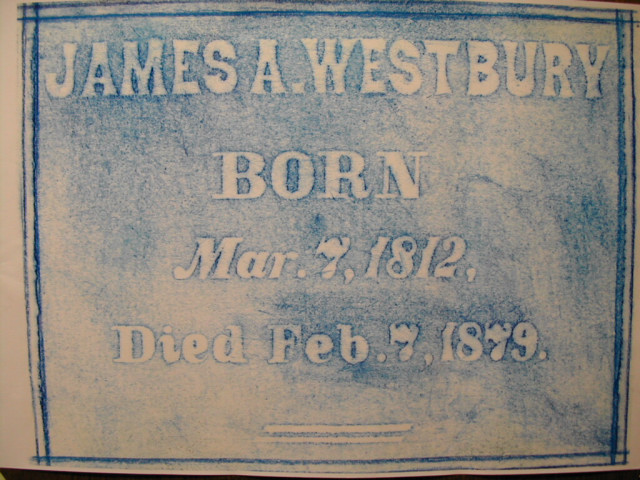 JAMES A. WESTBURY
BORN
Mar. 7, 1812,
Died Feb. 7, 1879.